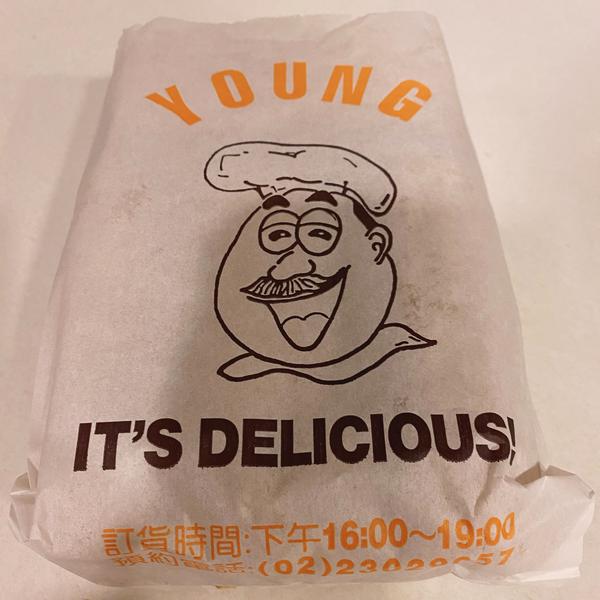 YOUNG
IT'S DELICIOUS!
訂貨時間:下午16:00~19:00
預約電話:(02)23029657